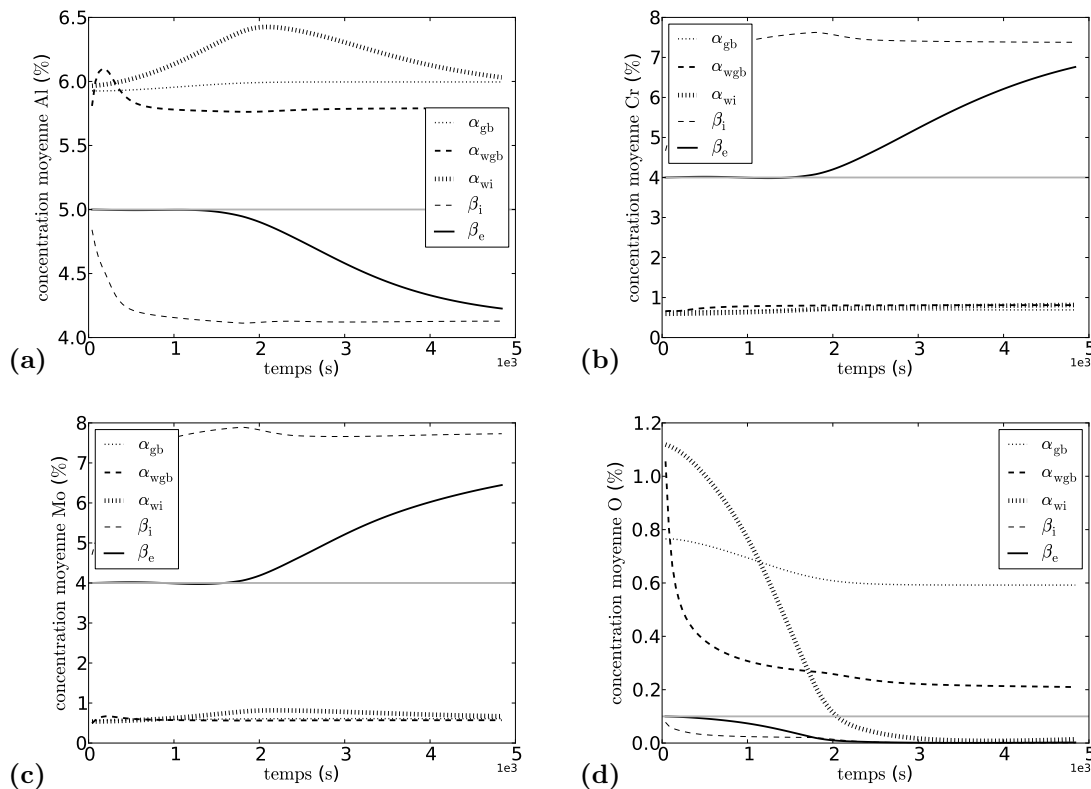 concentration moyenne Al (%)
6.5
6.0
5.5
5.0
4.5
4.0
0
1
2
3
4
5
1e3
temps (s)
α_gb
α_wgb
α_wi
β_i
β_e
(a)
concentration moyenne Cr (%)
8
7
6
5
4
3
2
1
0
0
1
2
3
4
5
1e3
temps (s)
α_gb
α_wgb
α_wi
β_i
β_e
(b)
concentration moyenne Mo (%)
8
7
6
5
4
3
2
1
0
0
1
2
3
4
5
1e3
temps (s)
α_gb
α_wgb
α_wi
β_i
β_e
(c)
concentration moyenne O (%)
1.2
1.0
0.8
0.6
0.4
0.2
0.0
0
1
2
3
4
5
1e3
temps (s)
α_gb
α_wgb
α_wi
β_i
β_e
(d)